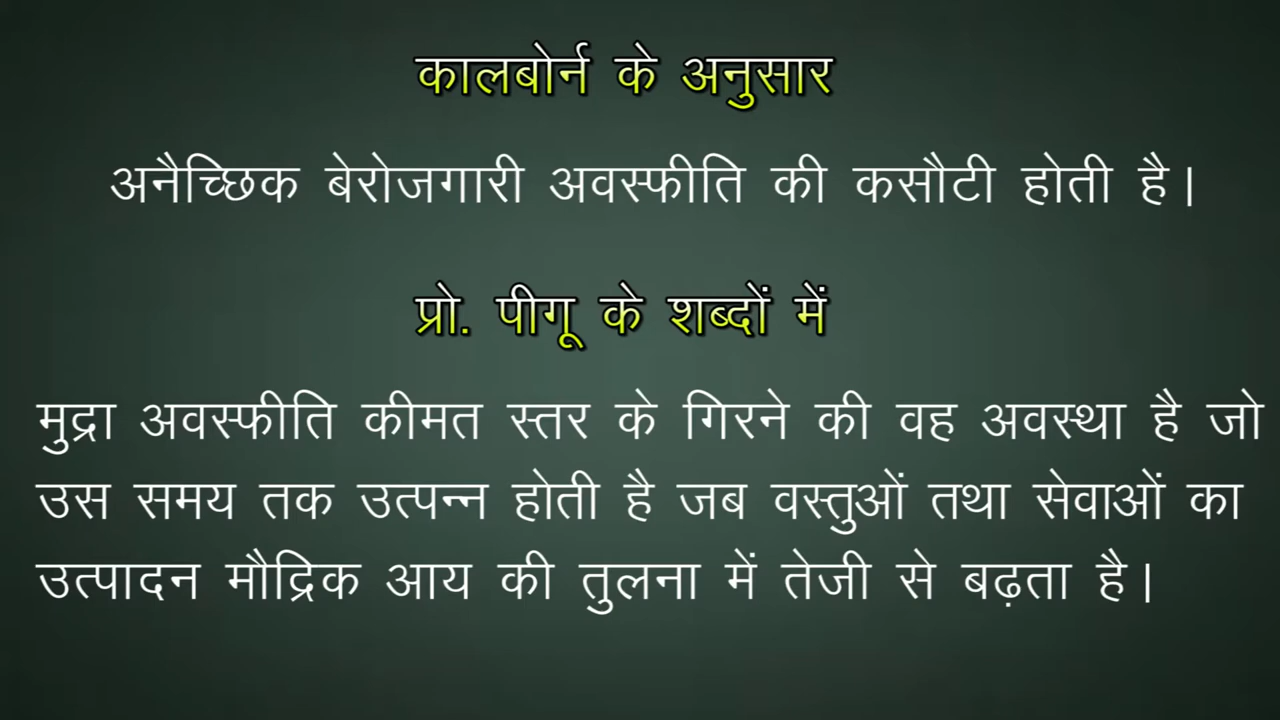 कालबोर्न के अनुसार
अनैच्छिक बेरोजगारी अवस्फीति की कसौटी होती है।
प्रो. पीगू के शब्दों में
मुद्रा अवस्फीति कीमत स्तर के गिरने की वह अवस्था है जो
उस समय तक उत्पन्न होती है जब वस्तुओं तथा सेवाओं का
उत्पादन मौद्रिक आय की तुलना में तेजी से बढ़ता है।